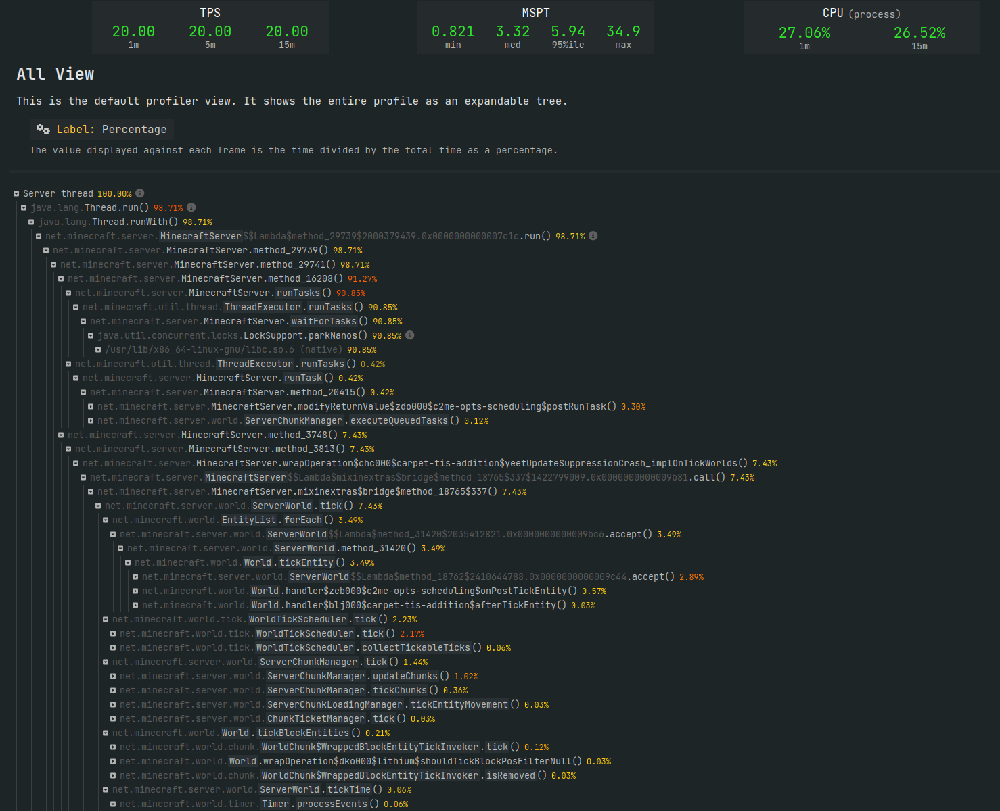 TPS
20.00 20.00 20.00
1m 5m 15m
MSPT
0.821 3.32 5.94 34.9
min med 95%ile max
CPU (process)
27.06% 26.52%
1m 15m
All View
This is the default profiler view. It shows the entire profile as an expandable tree.
Label: Percentage
The value displayed against each frame is the time divided by the total time as a percentage.
Server thread 100.00%
java.lang.Thread.run() 98.71%
java.lang.Thread.runWith() 98.71%
net.minecraft.server.MinecraftServer$$Lambda$method_29739$2000379439.0x0000000000007c1c.run() 98.71%
net.minecraft.server.MinecraftServer.method_29739() 98.71%
net.minecraft.server.MinecraftServer.method_29741() 98.71%
net.minecraft.server.MinecraftServer.method_16208() 91.27%
net.minecraft.server.MinecraftServer.runTasks() 90.85%
net.minecraft.util.thread.ThreadExecutor.runTasks() 90.85%
net.minecraft.server.MinecraftServer.waitForTasks() 90.85%
java.util.concurrent.locks.LockSupport.parkNanos() 90.85%
/usr/lib/x86_64-linux-gnu/libc.so.6 (native) 90.85%
net.minecraft.util.thread.ThreadExecutor.runTasks() 0.42%
net.minecraft.server.MinecraftServer.runTask() 0.42%
net.minecraft.server.MinecraftServer.method_20415() 0.42%
net.minecraft.server.MinecraftServer.modifyReturnValue$zdo000$c2me-opts-scheduling$postRunTask() 0.30%
net.minecraft.server.world.ServerChunkManager.executeQueuedTasks() 0.12%
net.minecraft.server.MinecraftServer.method_3748() 7.43%
net.minecraft.server.MinecraftServer.method_3813() 7.43%
net.minecraft.server.MinecraftServer.wrapOperation$chc000$carpet-tis-addition$yeetUpdateSuppressionCrash_implOnTickWorlds() 7.43%
net.minecraft.server.MinecraftServer$$Lambda$mixinextras$bridge$method_18765$337$1422799009.0x0000000000009b81.call() 7.43%
net.minecraft.server.MinecraftServer.mixinextras$bridge$method_18765$337() 7.43%
net.minecraft.server.world.ServerWorld.tick() 7.43%
net.minecraft.world.EntityList.forEach() 3.49%
net.minecraft.server.world.ServerWorld$$Lambda$method_31420$2035412821.0x0000000000009bc6.accept() 3.49%
net.minecraft.server.world.ServerWorld.method_31420() 3.49%
net.minecraft.world.World.tickEntity() 3.49%
net.minecraft.server.world.ServerWorld$$Lambda$method_18762$2410644788.0x0000000000009c44.accept() 2.89%
net.minecraft.world.World.handler$zeb000$c2me-opts-scheduling$onPostTickEntity() 0.57%
net.minecraft.world.World.handler$blj000$carpet-tis-addition$afterTickEntity() 0.03%
net.minecraft.world.tick.WorldTickScheduler.tick() 2.23%
net.minecraft.world.tick.WorldTickScheduler.tick() 2.17%
net.minecraft.world.tick.WorldTickScheduler.collectTickableTicks() 0.06%
net.minecraft.server.world.ServerChunkManager.tick() 1.44%
net.minecraft.server.world.ServerChunkManager.updateChunks() 1.02%
net.minecraft.server.world.ServerChunkManager.tickChunks() 0.36%
net.minecraft.server.world.ServerChunkLoadingManager.tickEntityMovement() 0.03%
net.minecraft.server.world.ChunkTicketManager.tick() 0.03%
net.minecraft.world.World.tickBlockEntities() 0.21%
net.minecraft.world.chunk.WorldChunk$WrappedBlockEntityTickInvoker.tick() 0.12%
net.minecraft.world.World.wrapOperation$dko000$lithium$shouldTickBlockPosFilterNull() 0.03%
net.minecraft.world.chunk.WorldChunk$WrappedBlockEntityTickInvoker.isRemoved() 0.03%
net.minecraft.server.world.ServerWorld.tickTime() 0.06%
net.minecraft.world.timer.Timer.processEvents() 0.06%